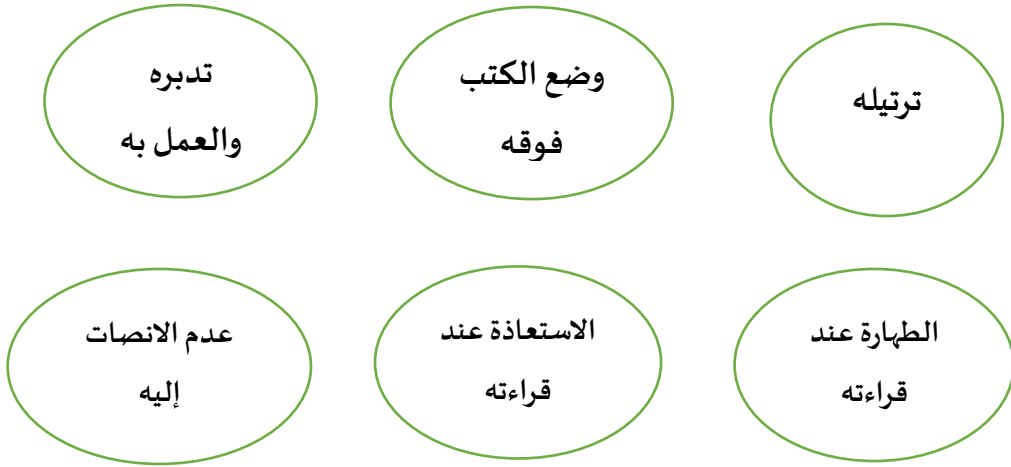 ترتيله
وضع الكتب
فوقه
تدبره
والعمل به
الطهارة عند
قراءته
الاستعاذة عند
قراءته
عدم الانصات
إليه